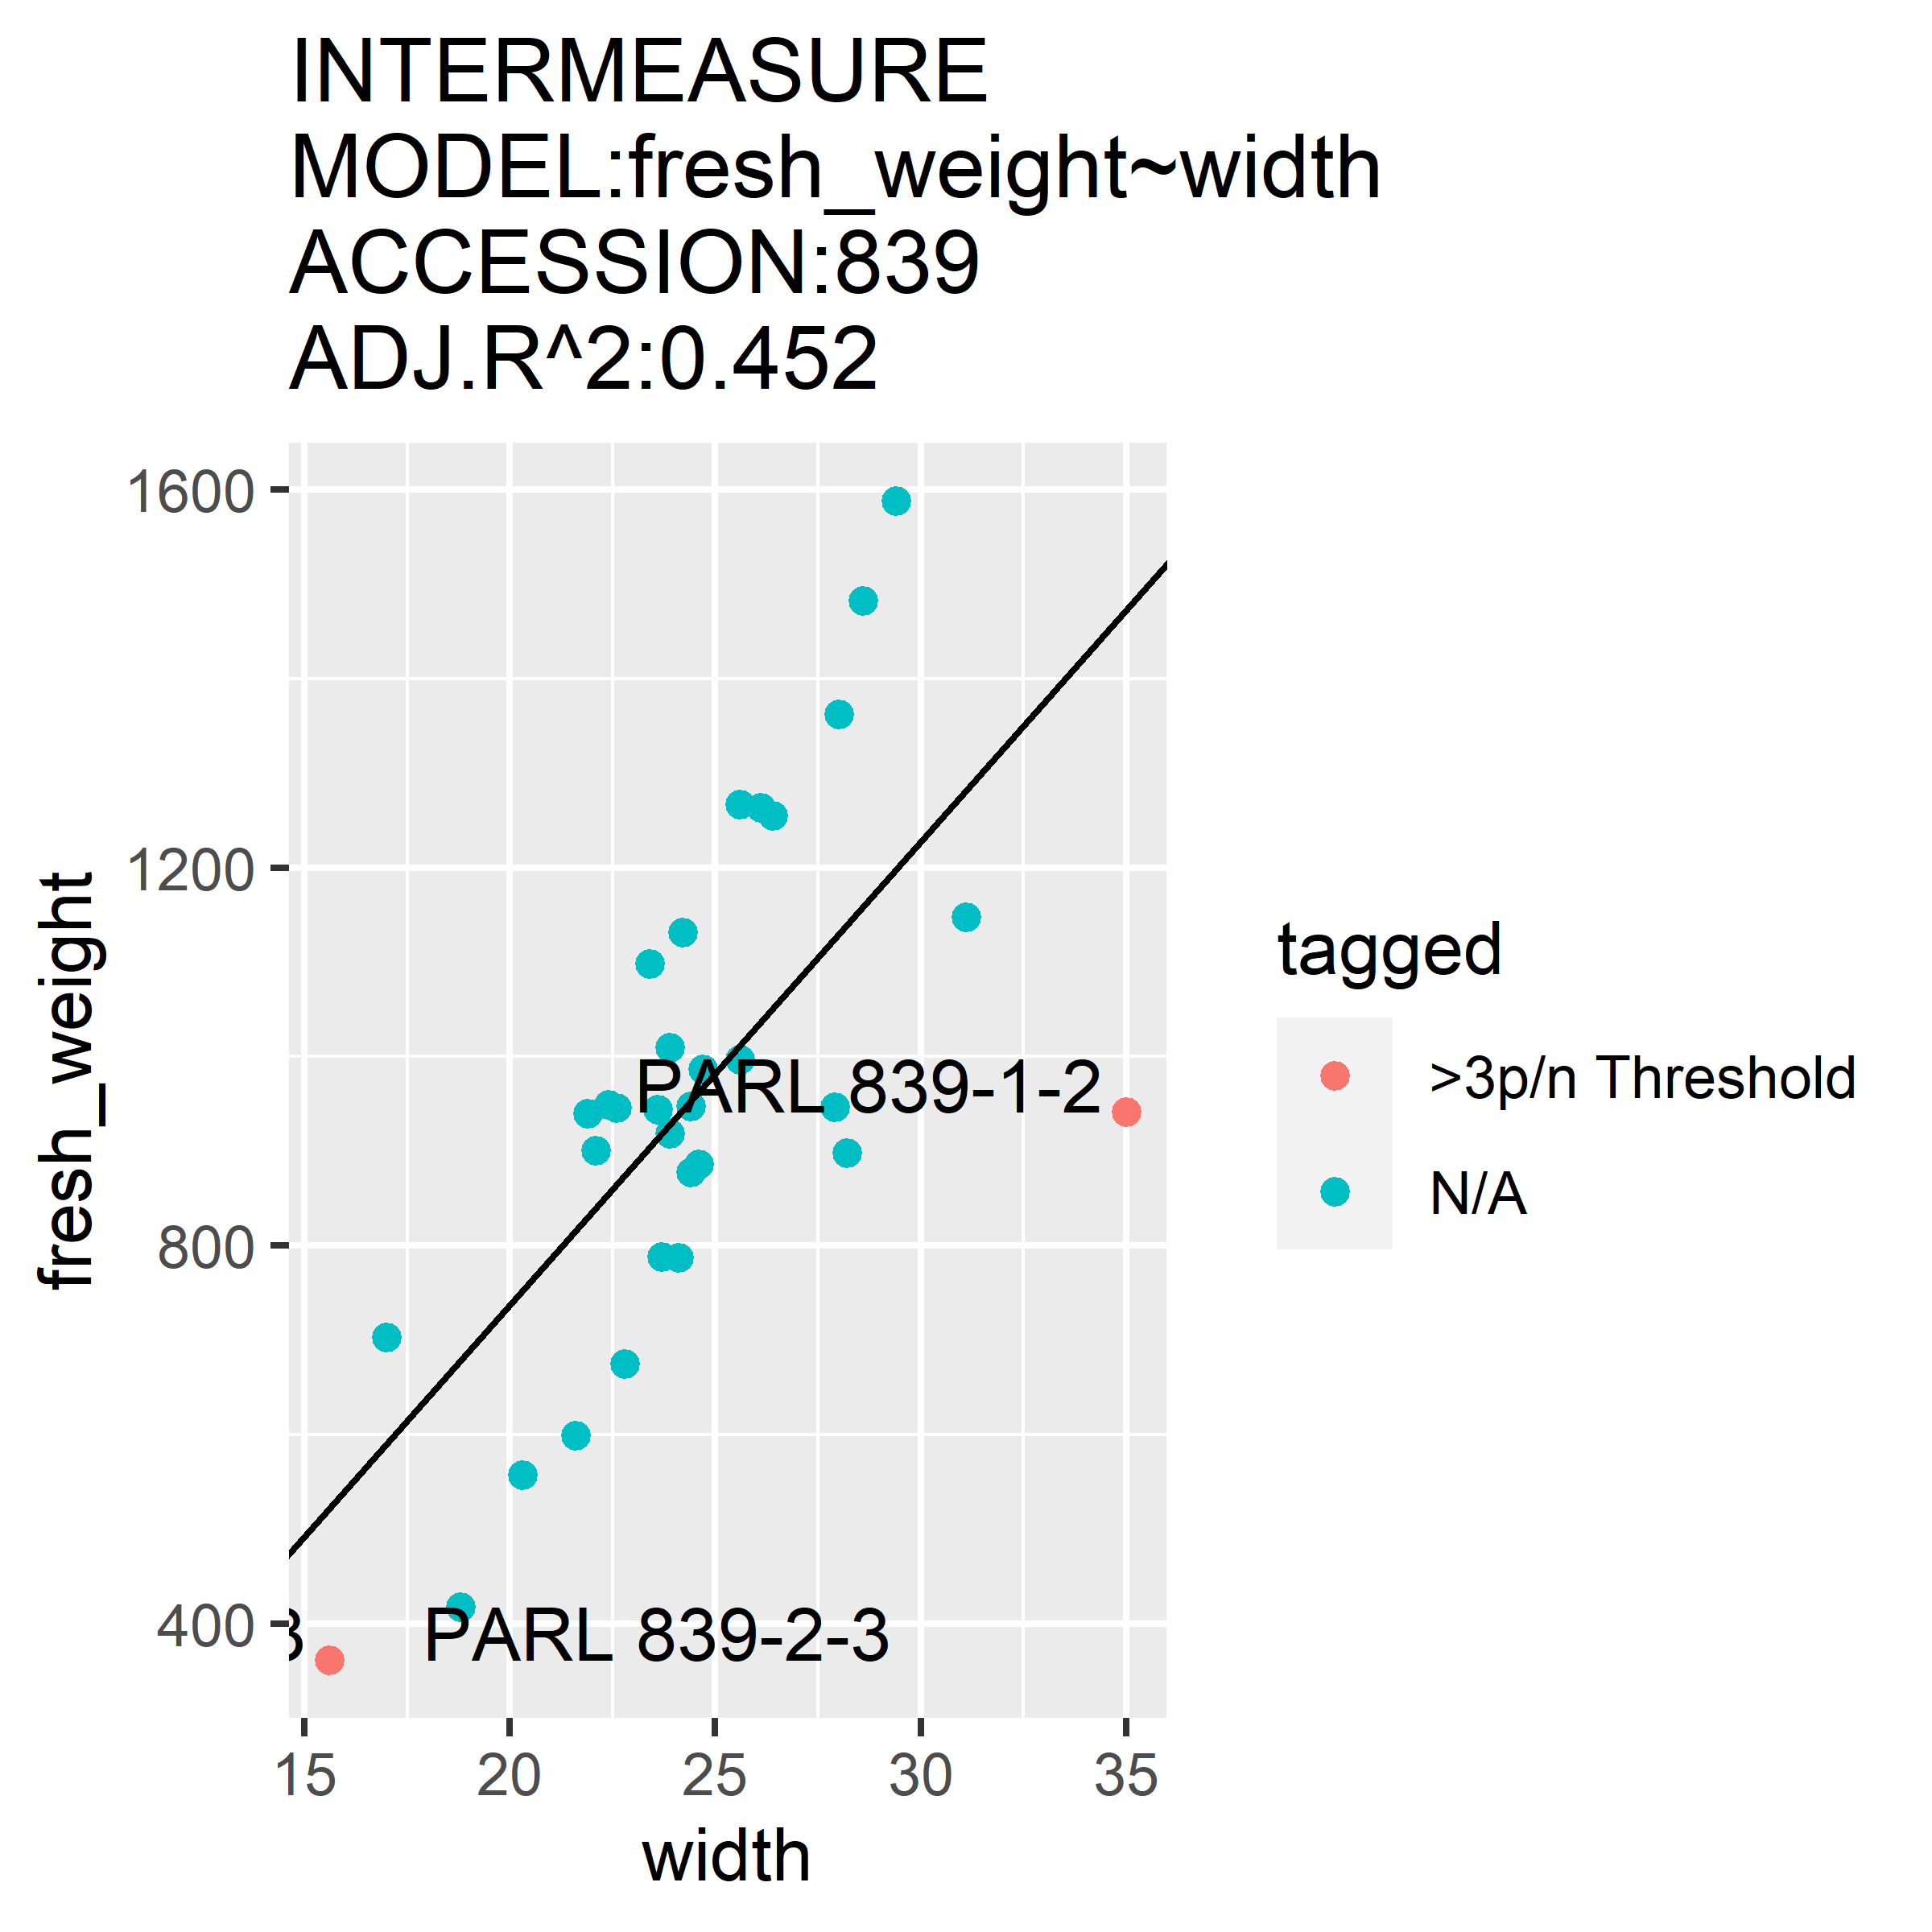 INTERMEASURE
MODEL:fresh_weight~width
ACCESSION:839
ADJ.R^2:0.452
1600
1200
800
400
fresh_weight
PARL 839-1-2
3
PARL 839-2-3
15 20 25 30 35
width
tagged
>3p/n Threshold
N/A